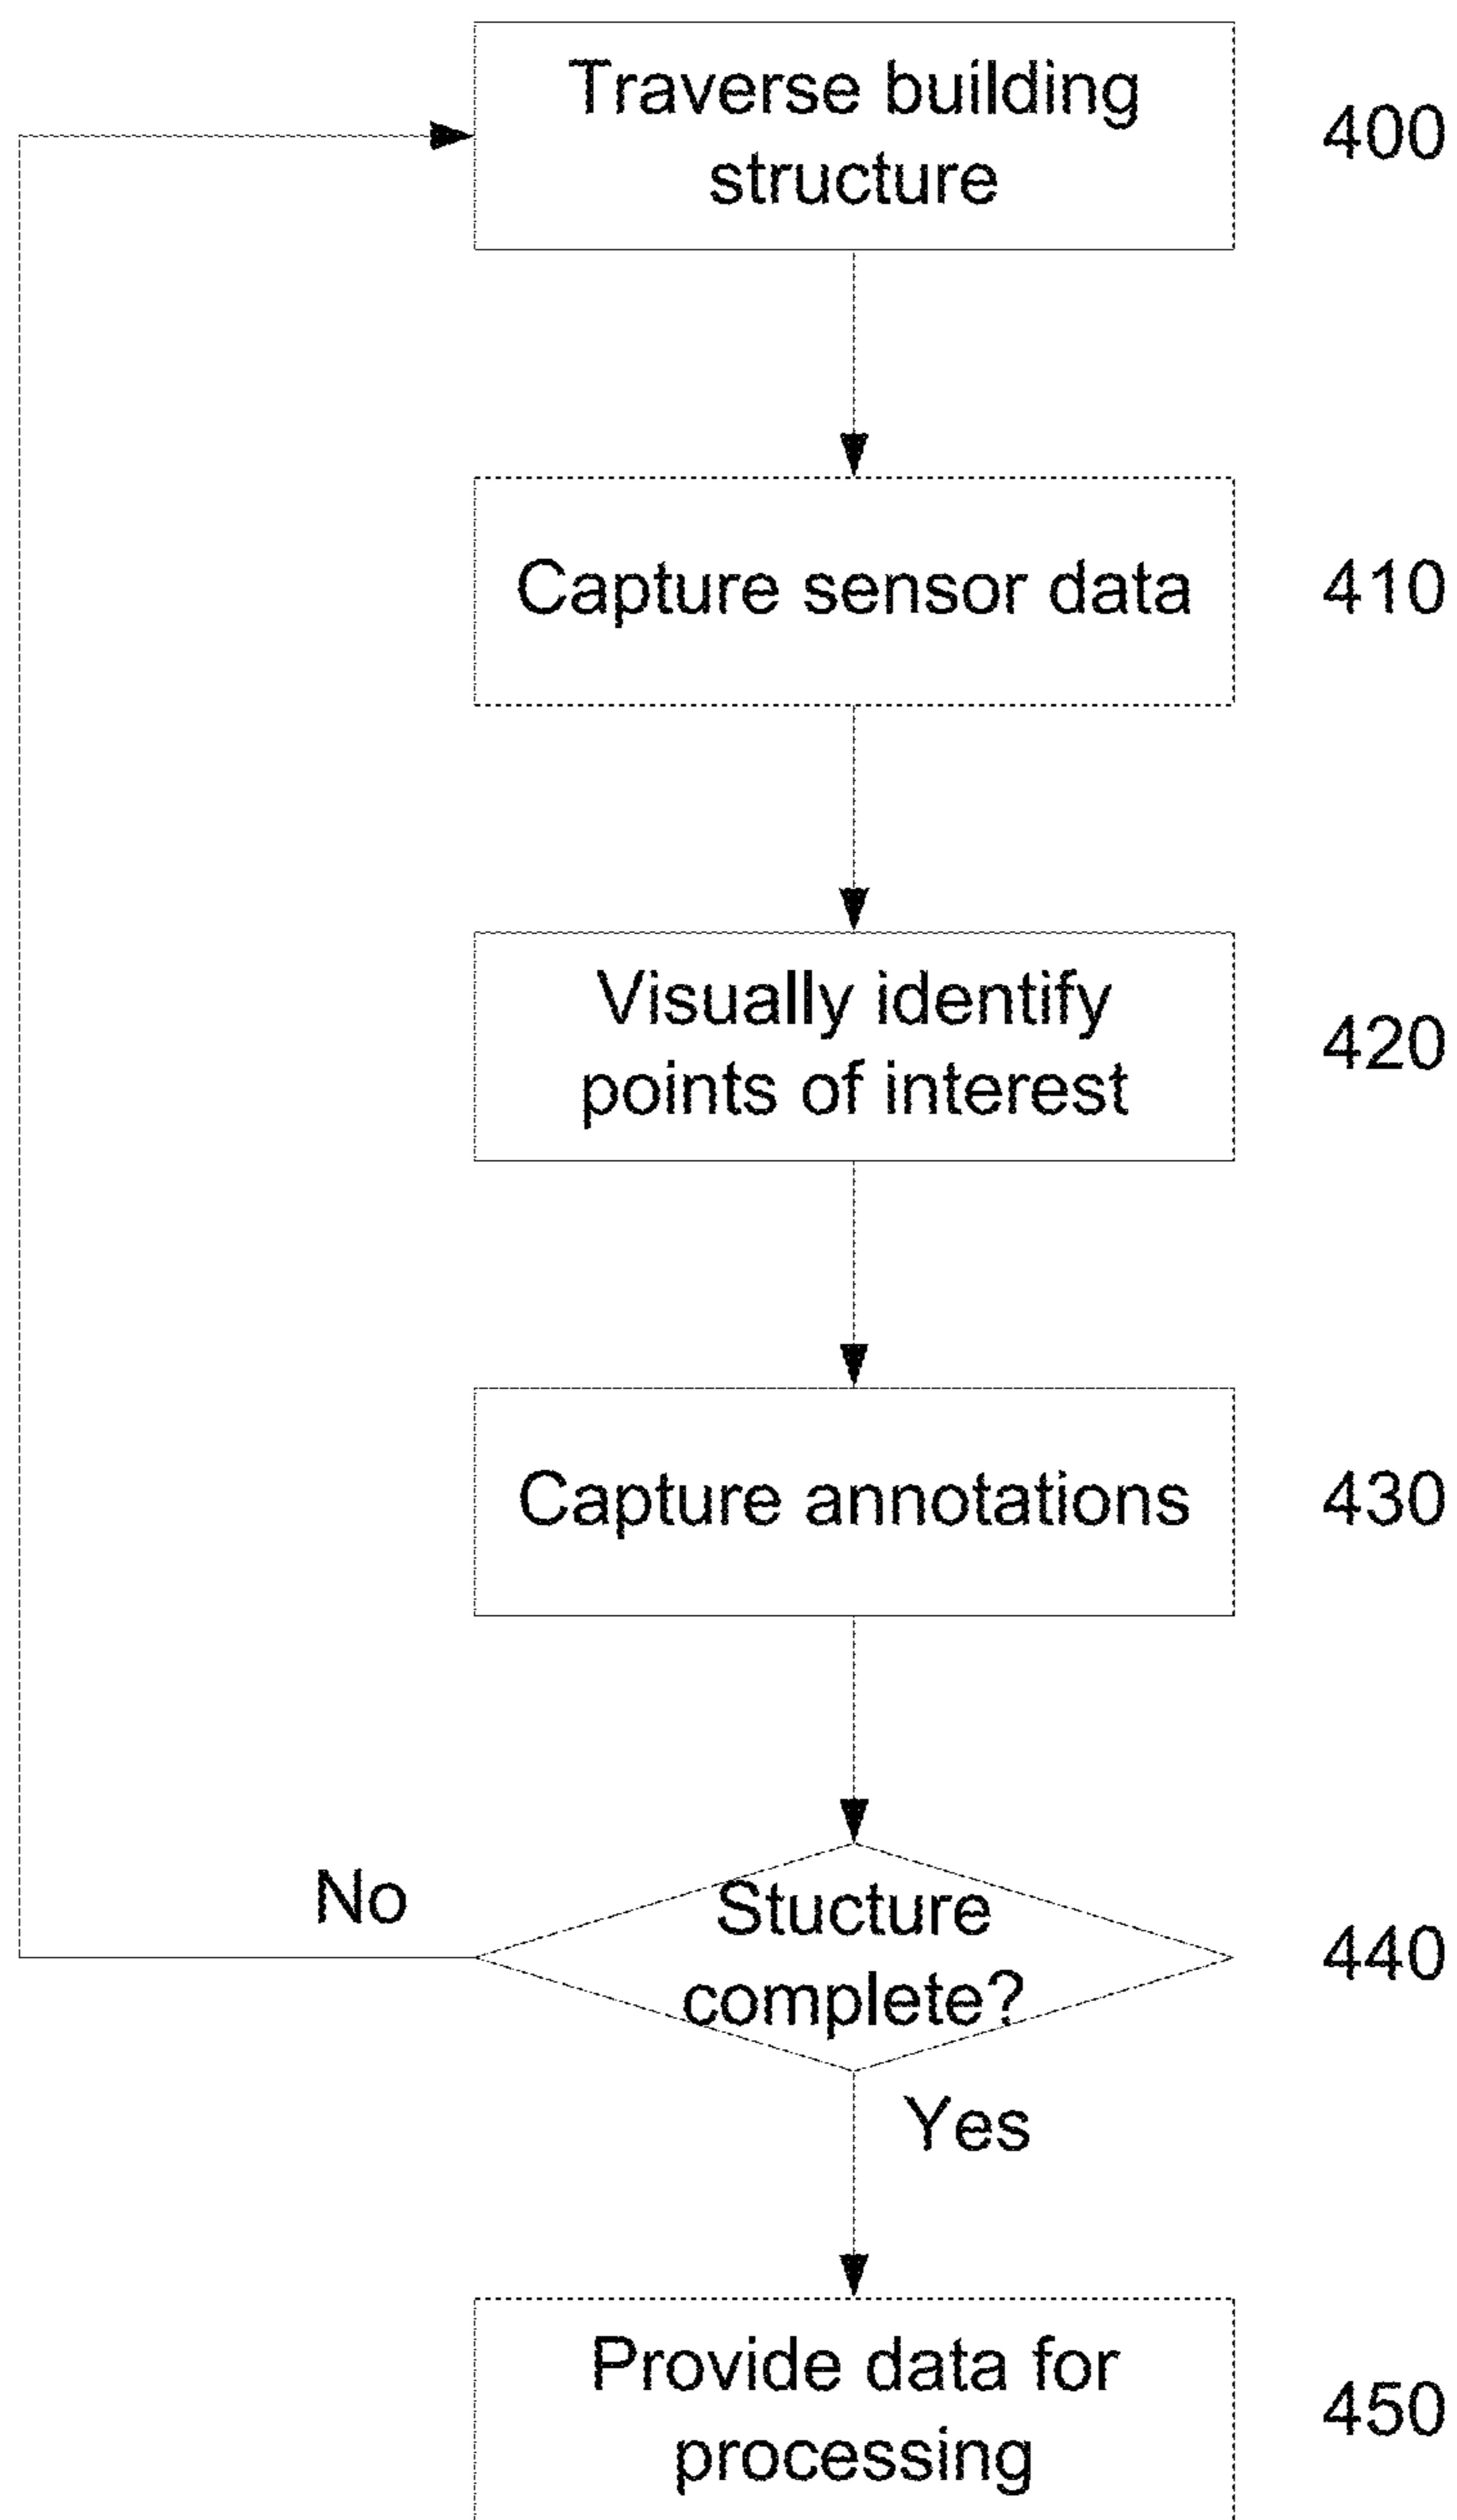 Traverse building
structure
400
Capture sensor data
410
Visually identify
points of interest
420
Capture annotations
430
No
Stucture
complete?
440
Yes
Provide data for
processing
450